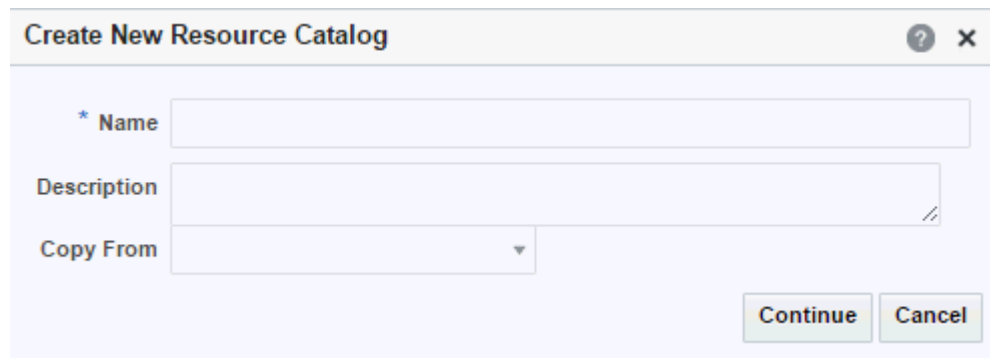 Create New Resource Catalog ?
* Name
Description
Copy From
Continue Cancel